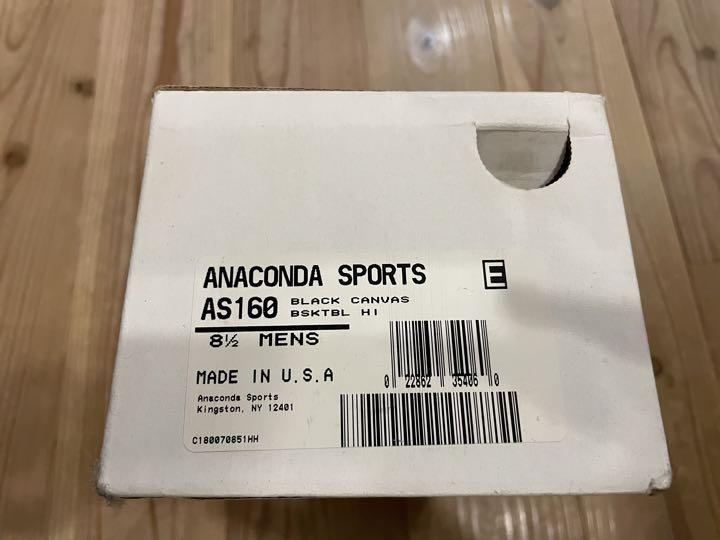 ANACONDA SPORTS E
AS160 BLACK CANVAS
BSKTBL HI
8½ MENS
MADE IN U.S.A
Anaconda Sports
Kingston, NY 12401
0 22862 35406 0
C180070851HH